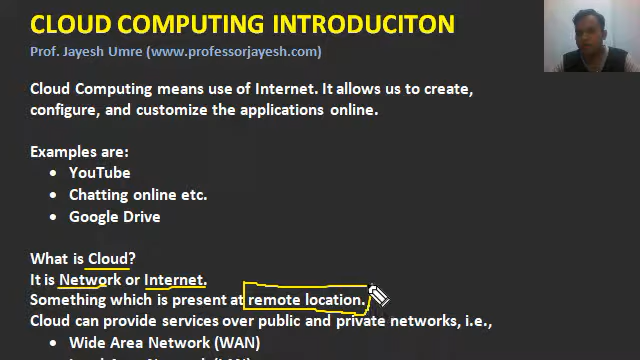 CLOUD COMPUTING INTRODUCITON
Prof. Jayesh Umre (www.professorjayesh.com)
Cloud Computing means use of Internet. It allows us to create,
configure, and customize the applications online.
Examples are:
• YouTube
• Chatting online etc.
• Google Drive
What is Cloud?
It is Network or Internet.
Something which is present at remote location.
Cloud can provide services over public and private networks, i.e.,
• Wide Area Network (WAN)